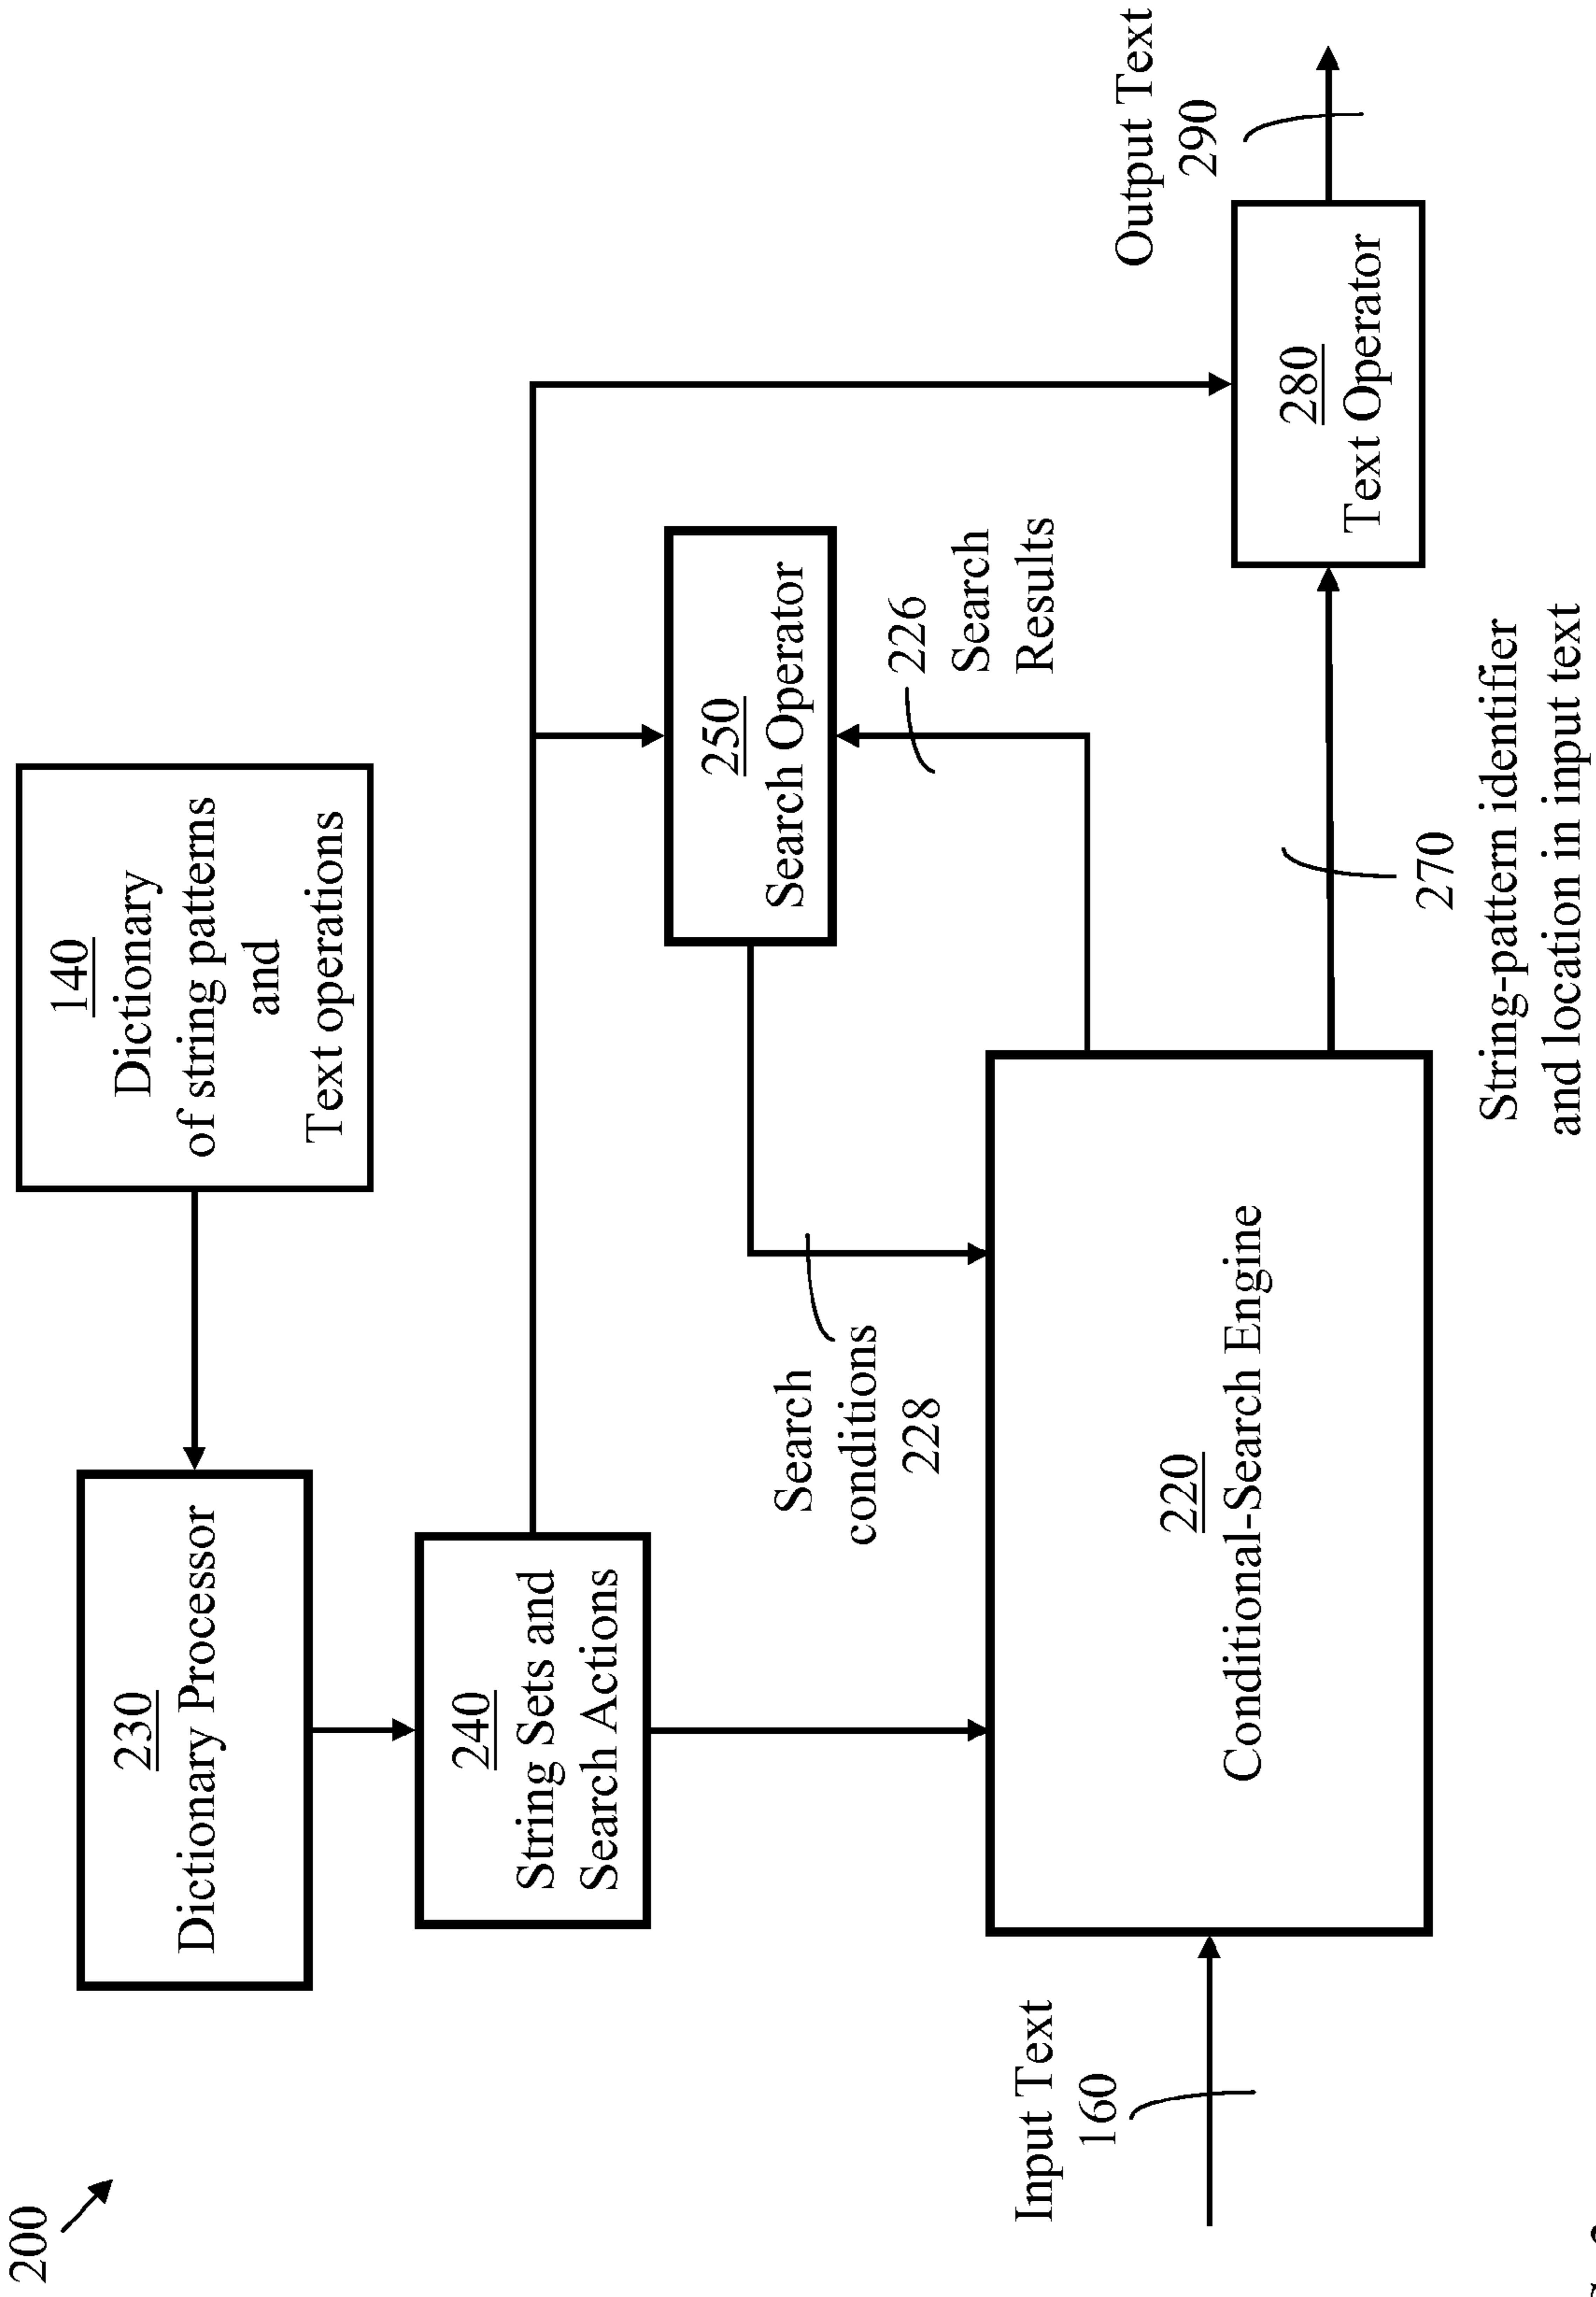 200
140
Dictionary
of string patterns
and
Text operations
230
Dictionary Processor
240
String Sets and
Search Actions
250
Search Operator
226
Search
Results
Search
conditions
228
Input Text
160
220
Conditional-Search Engine
270
String-pattern identifier
and location in input text
280
Text Operator
Output Text
290